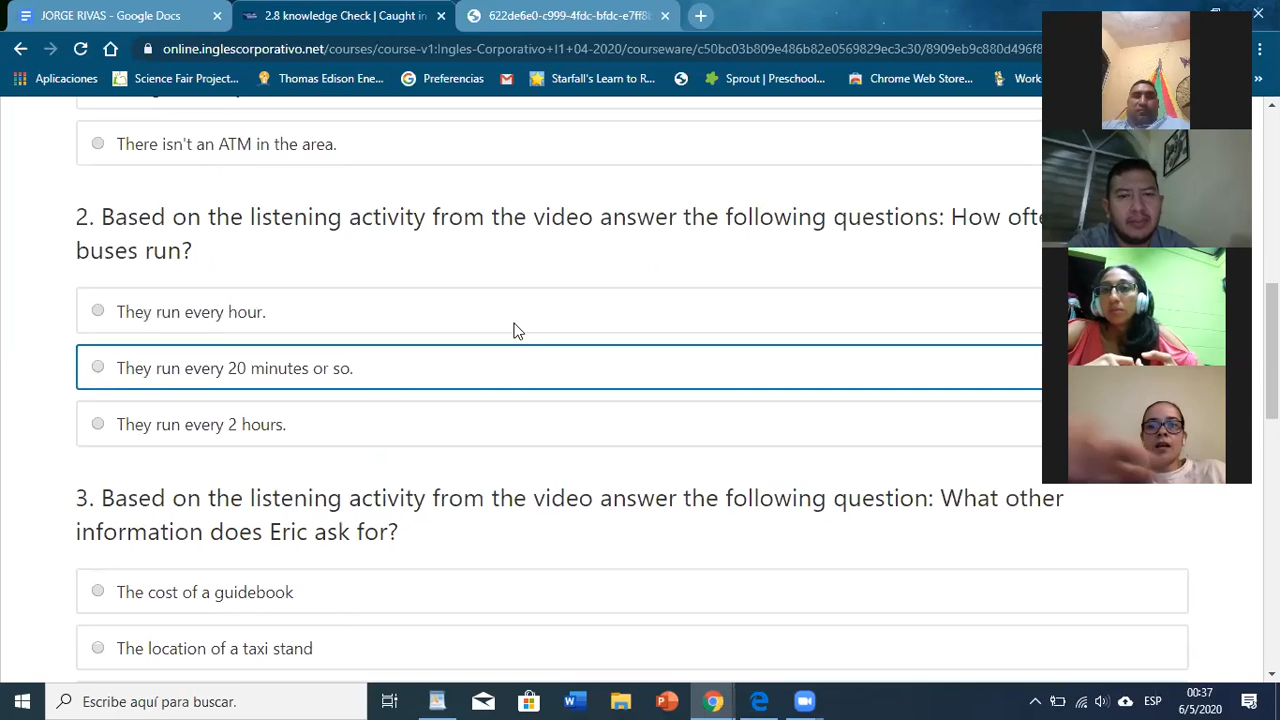 JORGE RIVAS - Google Docs
2.8 knowledge Check | Caught in
622de6e0-c999-4fdc-bfdc-e7ff8b
online.inglescorporativo.net/courses/course-v1:Ingles-Corporativo+I1+04-2020/courseware/c50bc03b809e486b82e0569829ec3c30/8909eb9c880d496f8
Aplicaciones
Science Fair Project...
Thomas Edison Ene...
Preferencias
Starfall's Learn to R...
Sprout | Preschool...
Chrome Web Store...
Work
There isn't an ATM in the area.
2. Based on the listening activity from the video answer the following questions: How ofte
buses run?
They run every hour.
They run every 20 minutes or so.
They run every 2 hours.
3. Based on the listening activity from the video answer the following question: What other
information does Eric ask for?
The cost of a guidebook
The location of a taxi stand
Escribe aquí para buscar.
ESP
00:37
6/5/2020